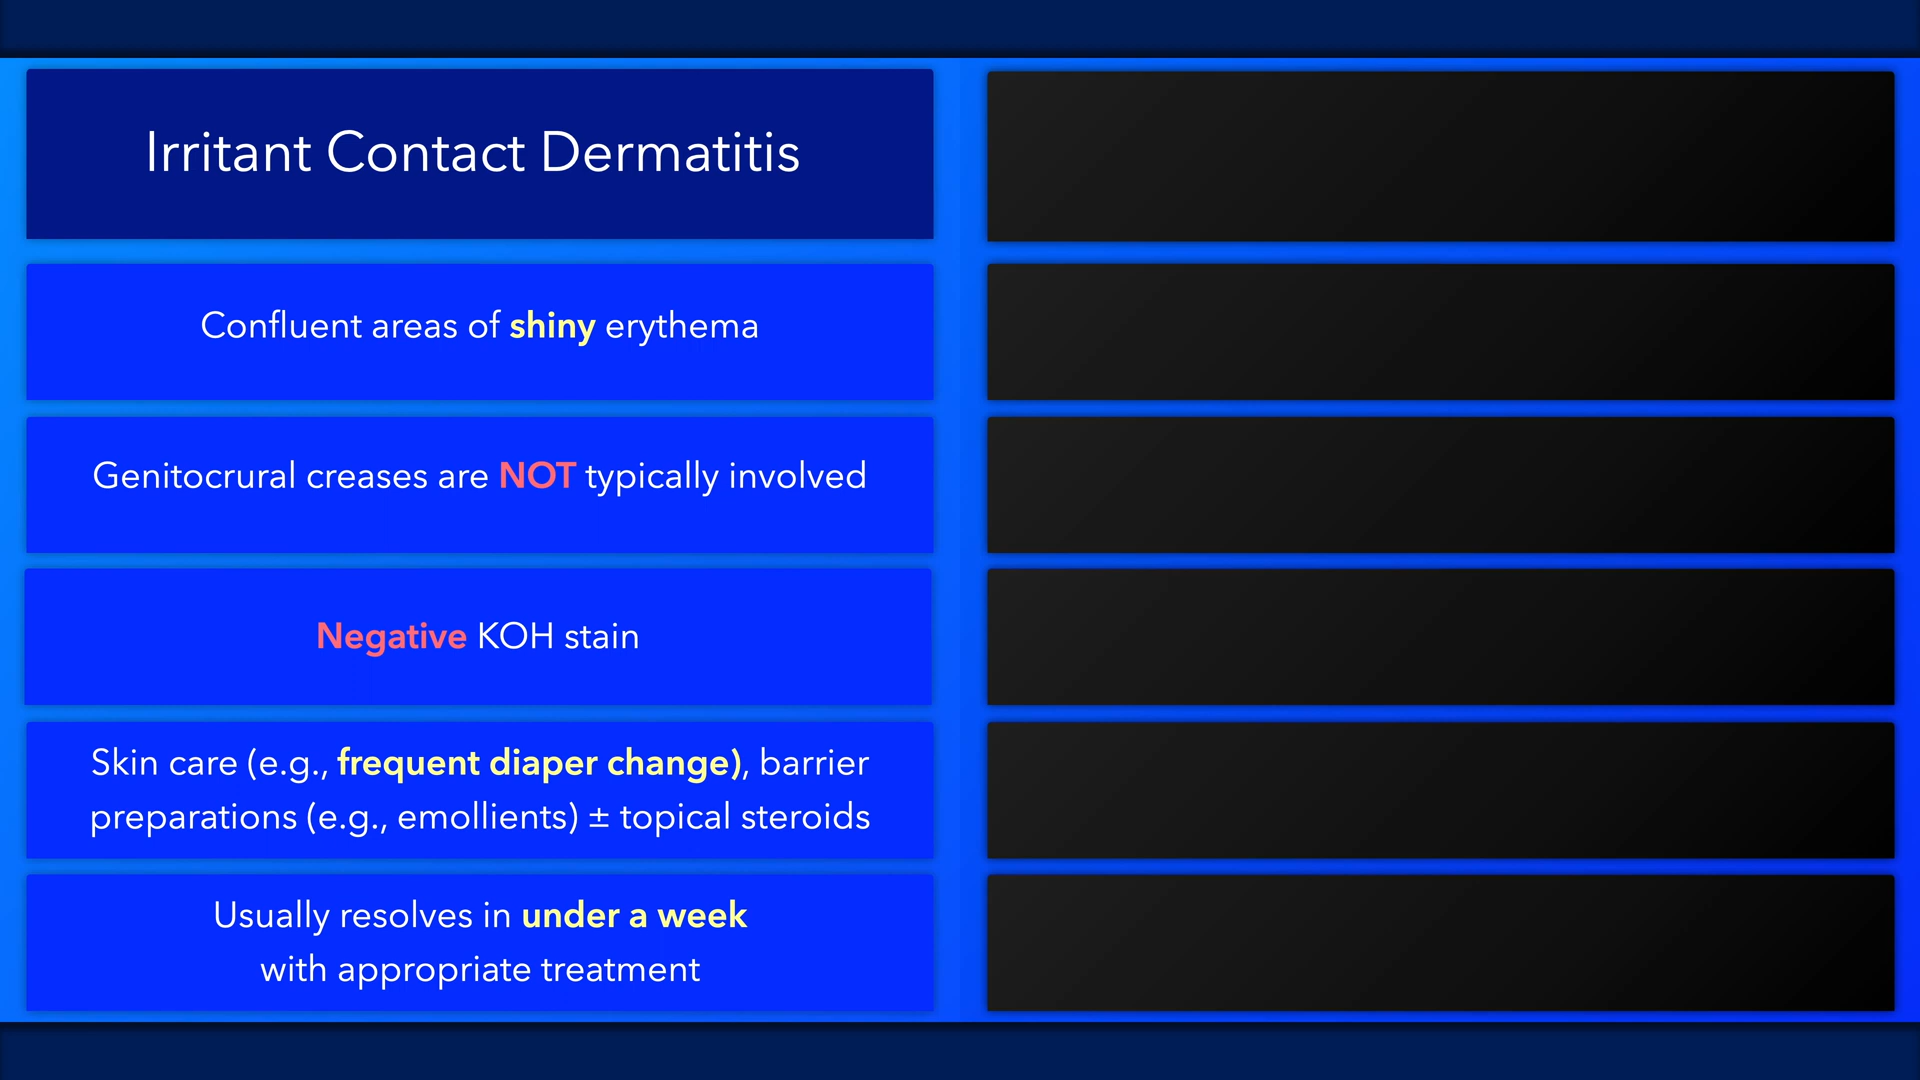 Irritant Contact Dermatitis
Confluent areas of shiny erythema
Genitocrural creases are NOT typically involved
Negative KOH stain
Skin care (e.g., frequent diaper change), barrier
preparations (e.g., emollients) ± topical steroids
Usually resolves in under a week
with appropriate treatment